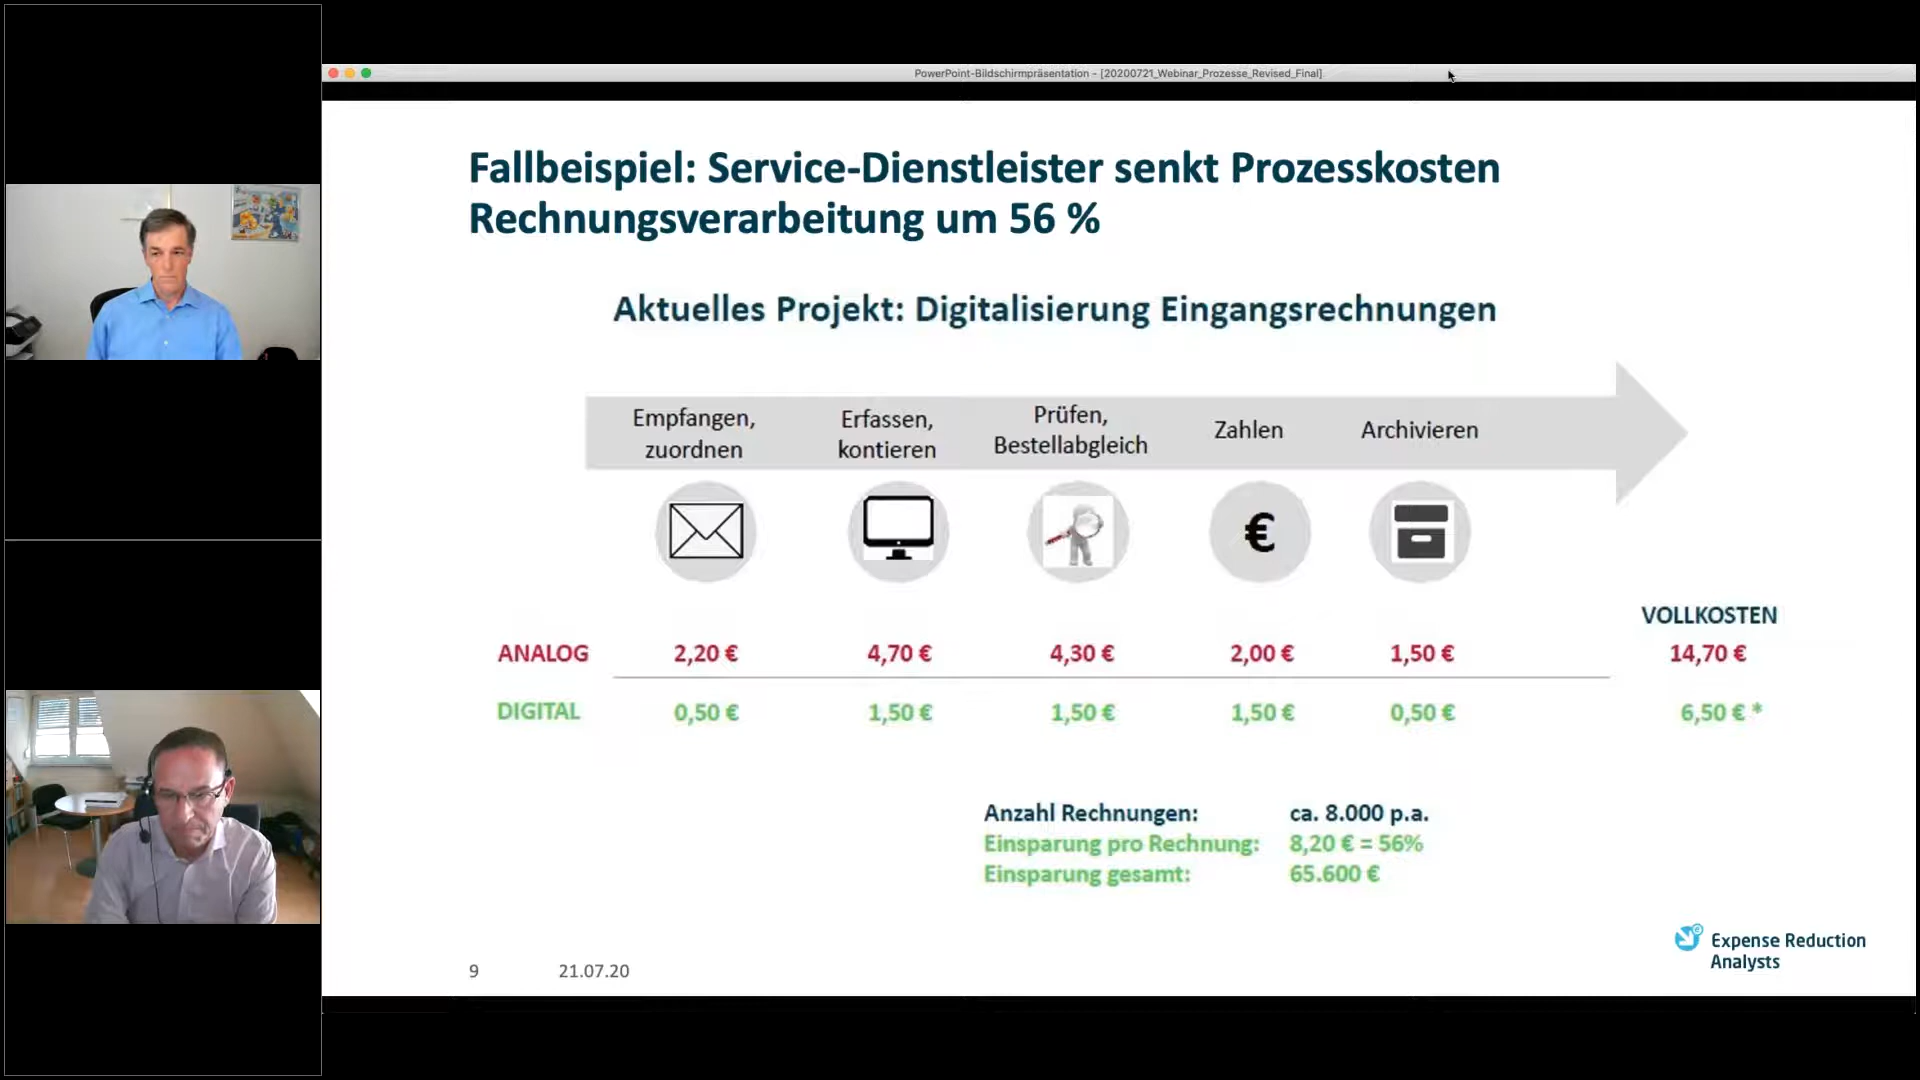 PowerPoint-Bildschirmpräsentation - [20200721_Webinar_Prozesse_Revised_Final]
Fallbeispiel: Service-Dienstleister senkt Prozesskosten
Rechnungsverarbeitung um 56 %
Aktuelles Projekt: Digitalisierung Eingangsrechnungen
Empfangen,
zuordnen
Erfassen,
kontieren
Prüfen,
Bestellabgleich
Zahlen
Archivieren
€
VOLLKOSTEN
ANALOG 2,20 € 4,70 € 4,30 € 2,00 € 1,50 € 14,70 €
DIGITAL 0,50 € 1,50 € 1,50 € 1,50 € 0,50 € 6,50 € *
Anzahl Rechnungen: ca. 8.000 p.a.
Einsparung pro Rechnung: 8,20 € = 56%
Einsparung gesamt: 65.600 €
Expense Reduction
Analysts
9 21.07.20